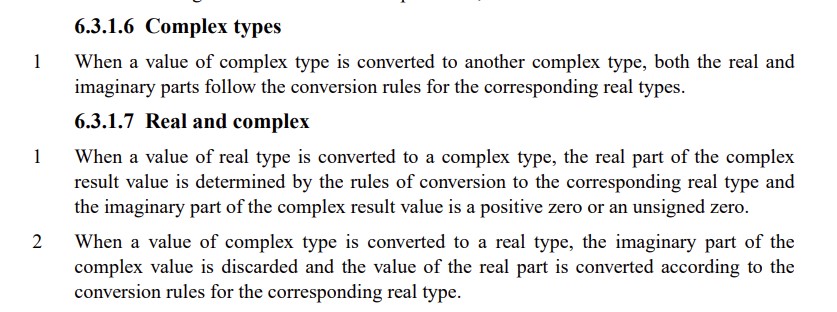 6.3.1.6 Complex types
1 When a value of complex type is converted to another complex type, both the real and
imaginary parts follow the conversion rules for the corresponding real types.
6.3.1.7 Real and complex
1 When a value of real type is converted to a complex type, the real part of the complex
result value is determined by the rules of conversion to the corresponding real type and
the imaginary part of the complex result value is a positive zero or an unsigned zero.
2 When a value of complex type is converted to a real type, the imaginary part of the
complex value is discarded and the value of the real part is converted according to the
conversion rules for the corresponding real type.